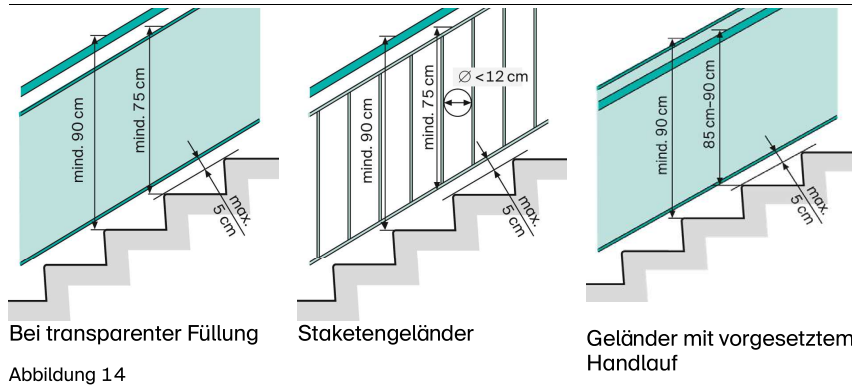 mind. 90 cm
mind. 75 cm
max.
5 cm
Bei transparenter Füllung
mind. 90 cm
mind. 75 cm
∅ <12 cm
max.
5 cm
Staketengeländer
mind. 90 cm
85 cm–90 cm
max.
5 cm
Geländer mit vorgesetztem
Handlauf
Abbildung 14